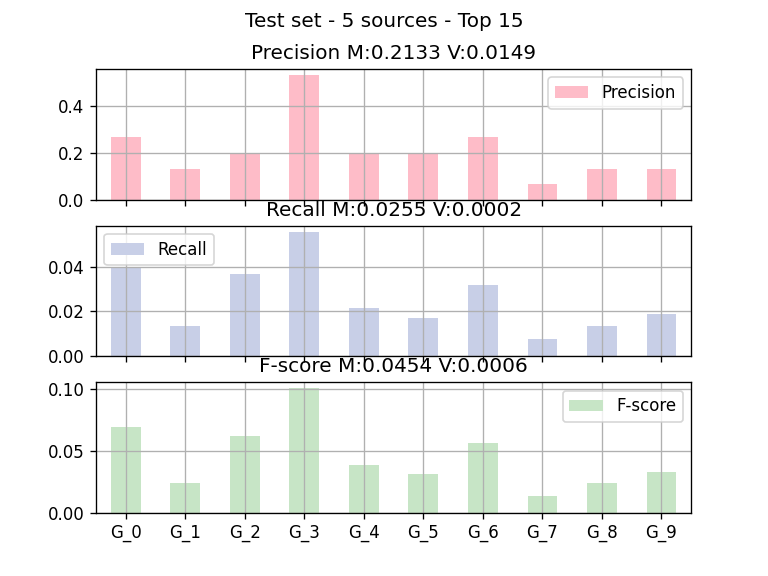 Test set - 5 sources - Top 15
Precision M:0.2133 V:0.0149
0.4
0.2
0.0
Precision
Recall M:0.0255 V:0.0002
0.04
0.02
0.00
Recall
F-score M:0.0454 V:0.0006
0.10
0.05
0.00
F-score
G_0 G_1 G_2 G_3 G_4 G_5 G_6 G_7 G_8 G_9